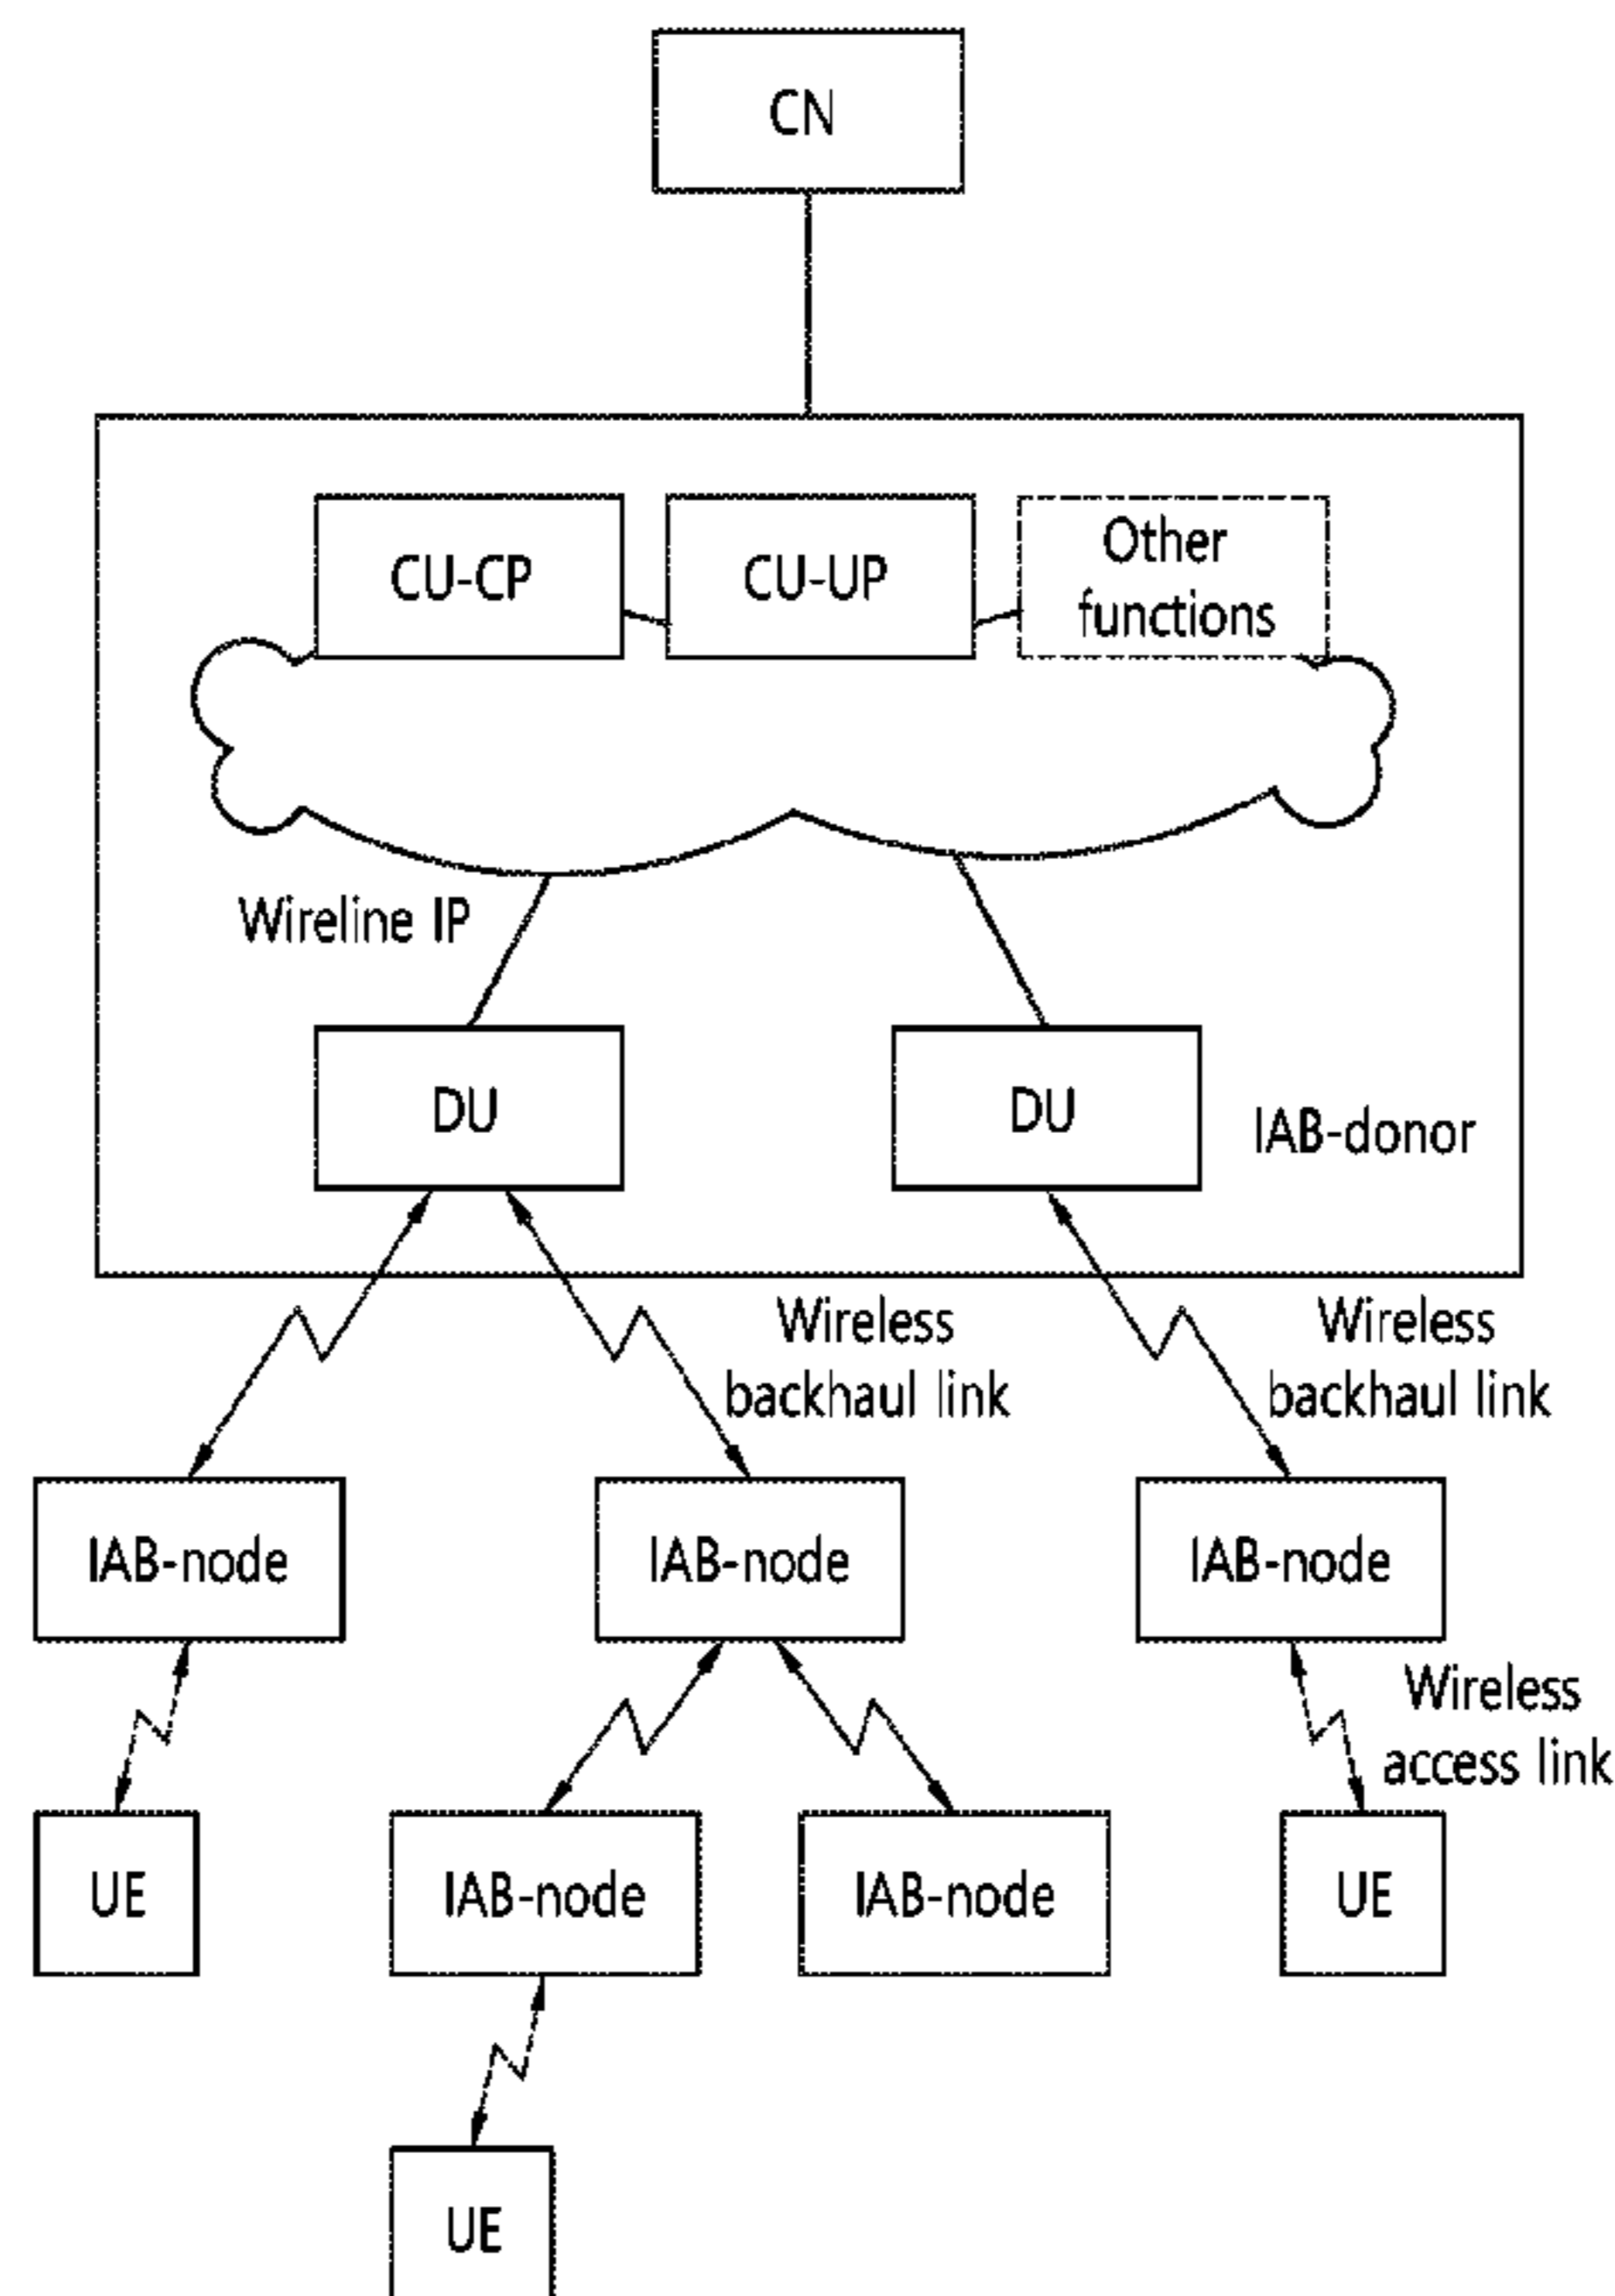 CN
CU-CP
CU-UP
Other
functions
Wireline IP
DU
DU
IAB-donor
Wireless
backhaul link
Wireless
backhaul link
IAB-node
IAB-node
IAB-node
Wireless
access link
UE
IAB-node
IAB-node
UE
UE